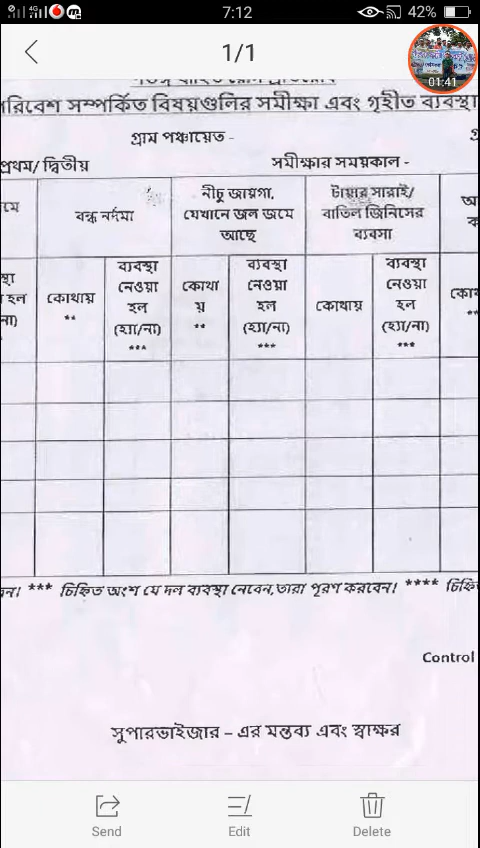 7:12
42%
1/1
01:41
পরিবেশ সম্পর্কিত বিষয়গুলির সমীক্ষা এবং গৃহীত ব্যবস্থা
গ্রাম পঞ্চায়েত -
প্রথম/ দ্বিতীয়
সমীক্ষার সময়কাল -
বদ্ধ নর্দমা
নীচু জায়গা,
যেখানে জল জমে
আছে
টায়ার সারাই/
বাতিল জিনিসের
ব্যবসা
কোথায়
**
ব্যবস্থা
নেওয়া
হল
(হ্যা/না)
***
কোথা
য়
**
ব্যবস্থা
নেওয়া
হল
(হ্যা/না)
***
কোথায়
ব্যবস্থা
নেওয়া
হল
(হ্যা/না)
***
*** চিহ্নিত অংশ যে দল ব্যবস্থা নেবেন,তারা পূরণ করবেন। ****
Control
সুপারভাইজার – এর মন্তব্য এবং স্বাক্ষর
Send
Edit
Delete